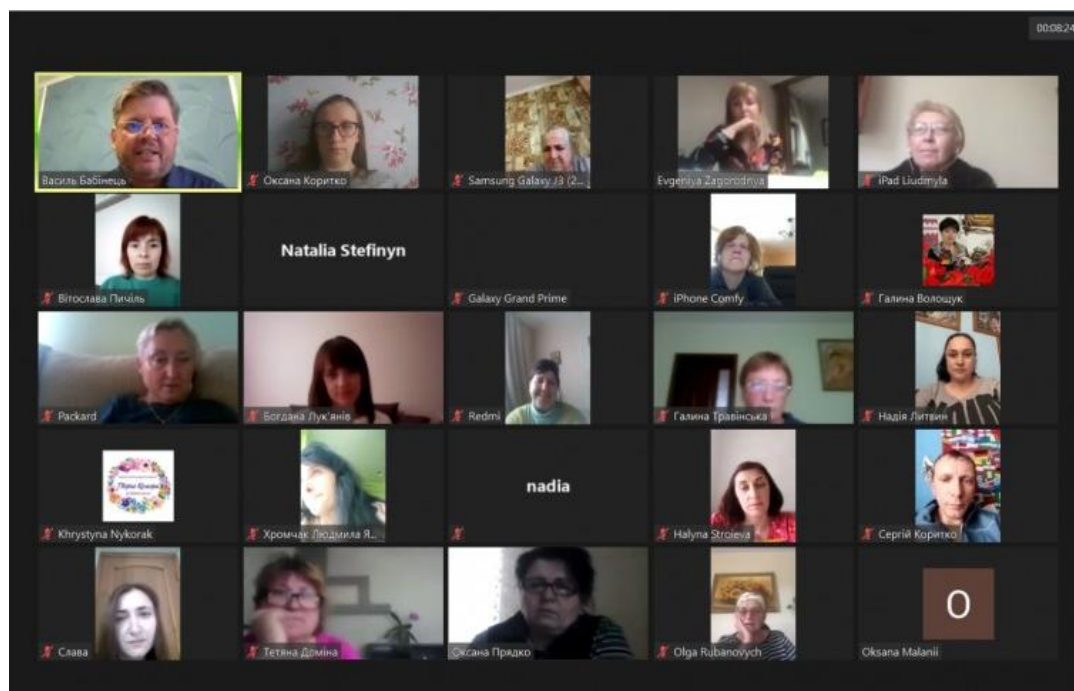 00:08:24
Василь Бабінець
Оксана Коритко
Samsung Galaxy J3 (2...
Evgeniya Zagorodnya
iPad Liudmyla
Вітослава Пичіль
Natalia Stefinyn
Galaxy Grand Prime
iPhone Comfy
Галина Волощук
Packard
Богдана Лук'янів
Redmi
Галина Травінська
Надія Литвин
Khrystyna Nykorak
Хромчак Людмила Я...
nadia
Halyna Stroieva
Сергій Коритко
Слава
Тетяна Доміна
Оксана Прядко
Olga Rubanovych
O
Oksana Malanii